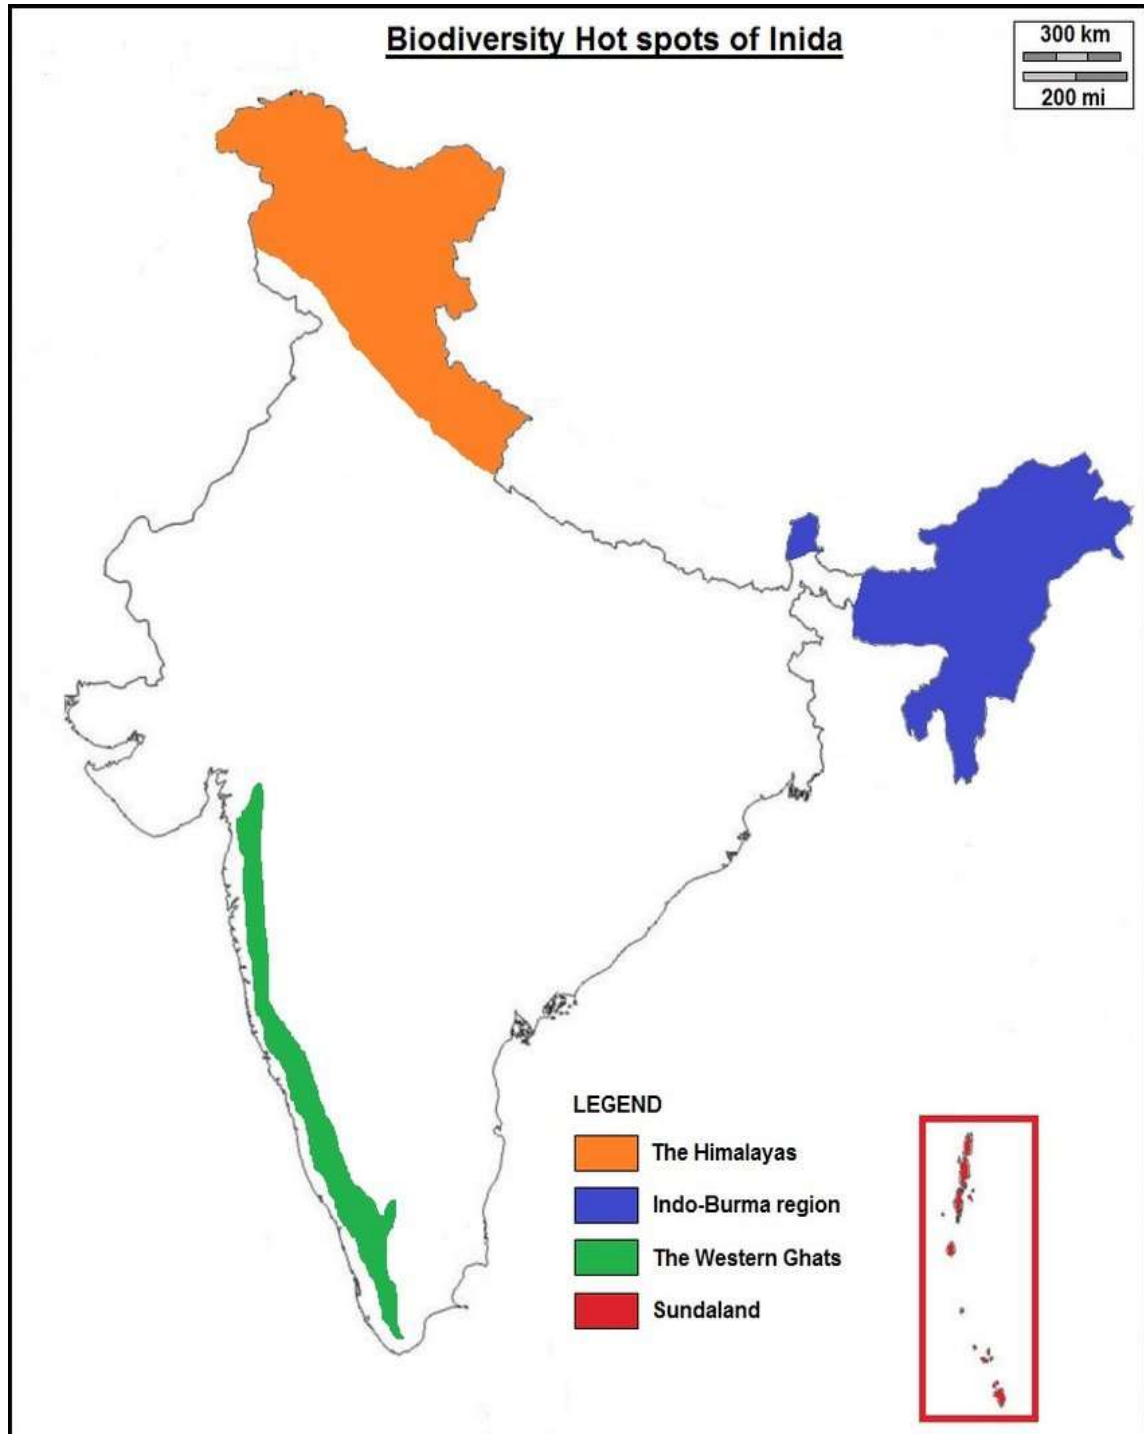 Biodiversity Hot spots of Inida
300 km
200 mi
LEGEND
The Himalayas
Indo-Burma region
The Western Ghats
Sundaland